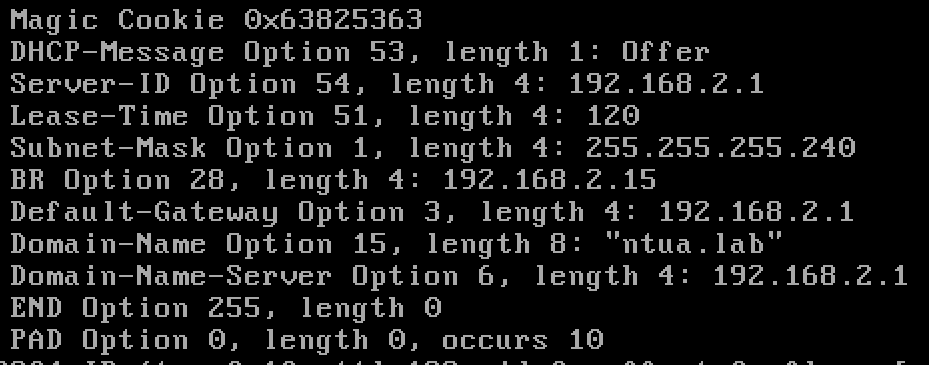 Magic Cookie 0x63825363
DHCP-Message Option 53, length 1: Offer
Server-ID Option 54, length 4: 192.168.2.1
Lease-Time Option 51, length 4: 120
Subnet-Mask Option 1, length 4: 255.255.255.240
BR Option 28, length 4: 192.168.2.15
Default-Gateway Option 3, length 4: 192.168.2.1
Domain-Name Option 15, length 8: "ntua.lab"
Domain-Name-Server Option 6, length 4: 192.168.2.1
END Option 255, length 0
PAD Option 0, length 0, occurs 10